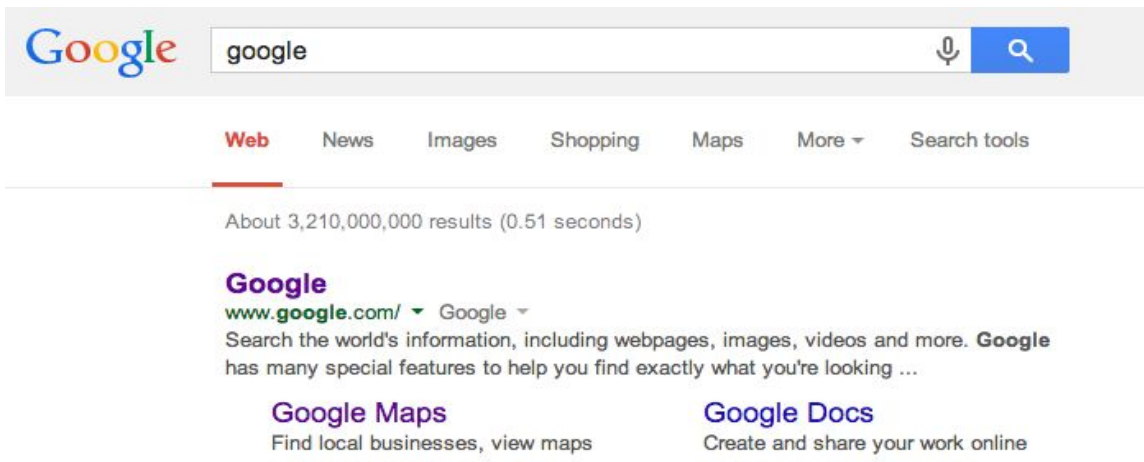 Google google
Web News Images Shopping Maps More Search tools
About 3,210,000,000 results (0.51 seconds)
Google
www.google.com/ Google
Search the world's information, including webpages, images, videos and more. Google
has many special features to help you find exactly what you're looking ...
Google Maps Google Docs
Find local businesses, view maps Create and share your work online